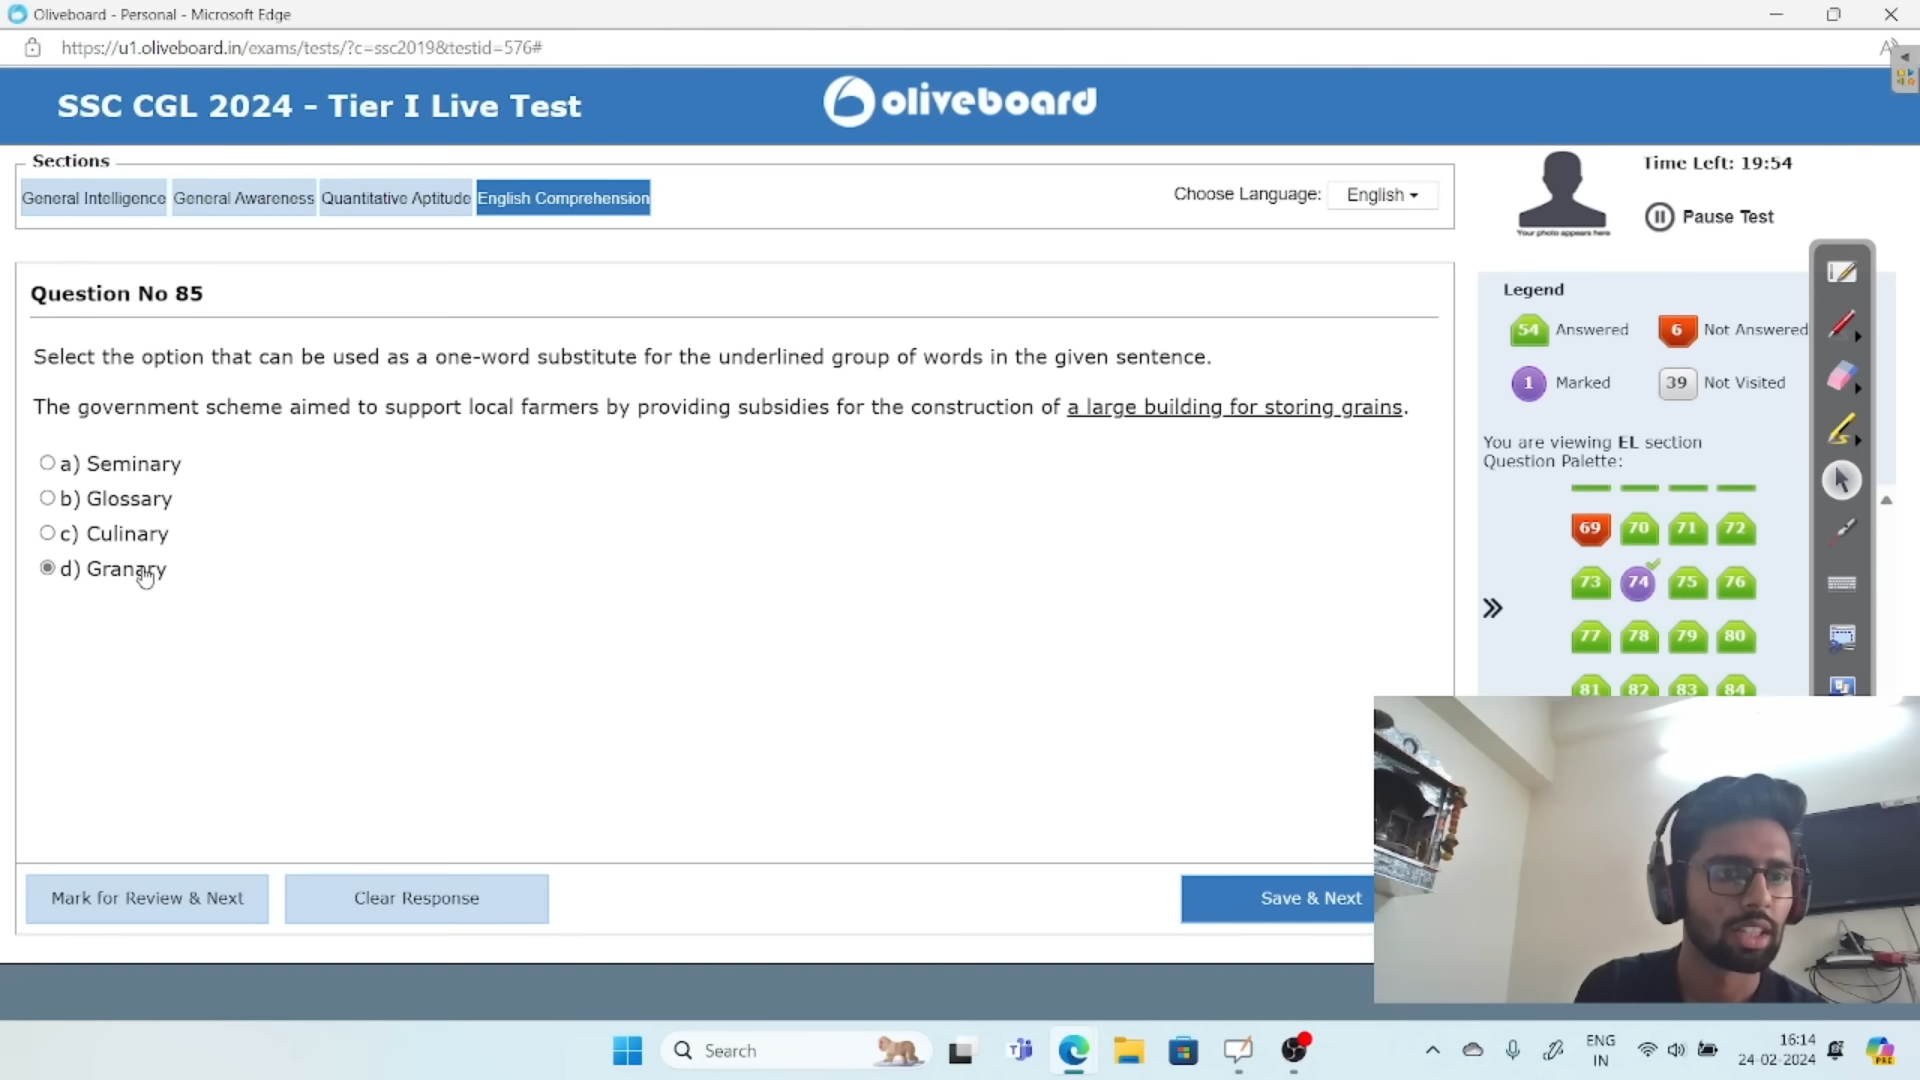 Oliveboard - Personal - Microsoft Edge
https://u1.oliveboard.in/exams/tests/?c=ssc2019&testid=576#
SSC CGL 2024 - Tier I Live Test
oliveboard
Sections
General Intelligence General Awareness Quantitative Aptitude English Comprehension
Choose Language: English
Your photo appears here
Time Left: 19:54
Pause Test
Question No 85
Select the option that can be used as a one-word substitute for the underlined group of words in the given sentence.
The government scheme aimed to support local farmers by providing subsidies for the construction of a large building for storing grains.
a) Seminary
b) Glossary
c) Culinary
d) Granary
Legend
54 Answered 6 Not Answered
1 Marked 39 Not Visited
You are viewing EL section
Question Palette:
69 70 71 72
73 74 75 76
77 78 79 80
81 82 83 84
Mark for Review & Next Clear Response Save & Next
Search
ENG
IN
16:14
24-02-2024
PRE